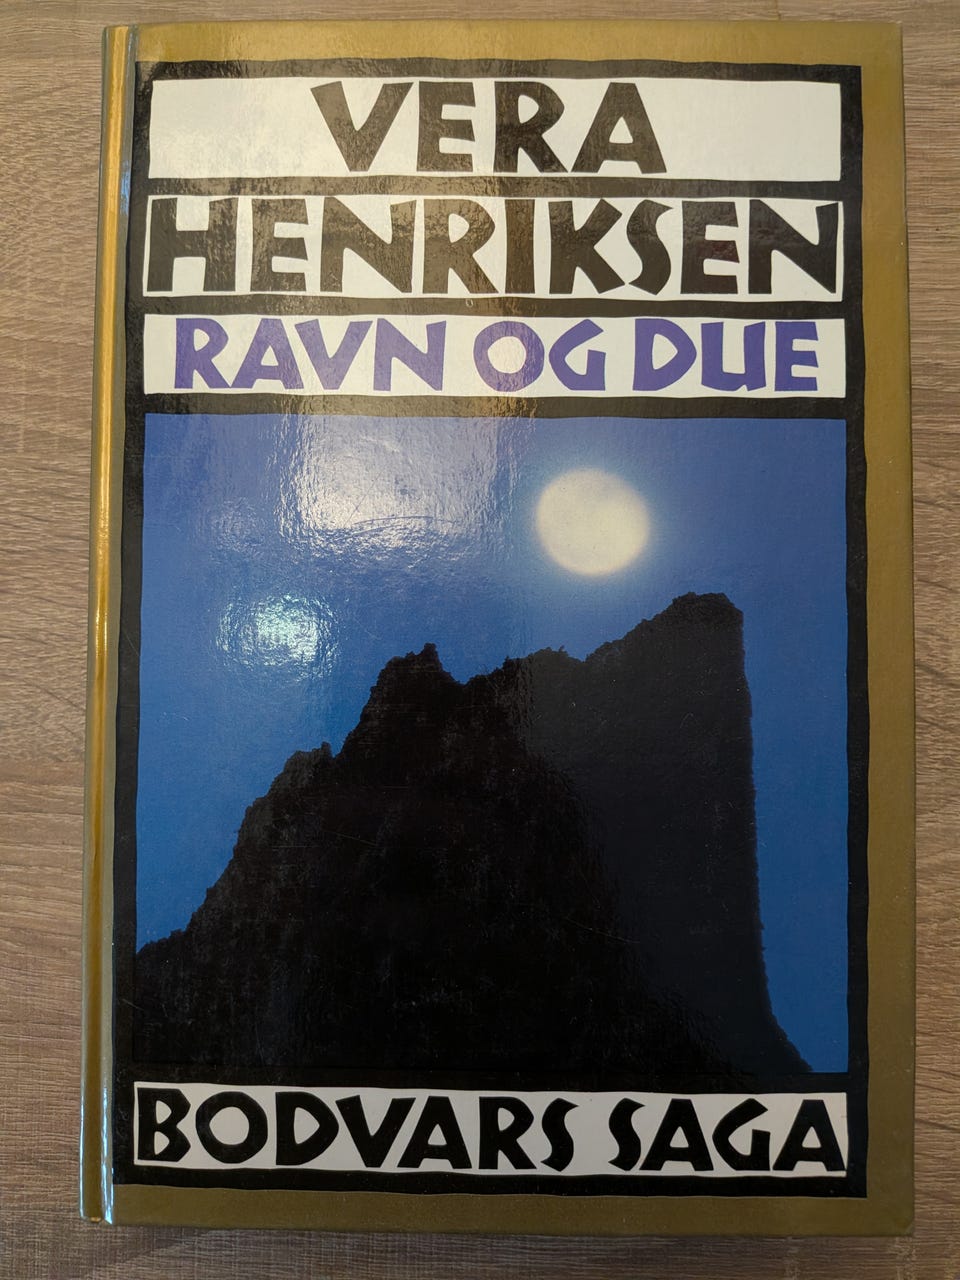 VERA
HENRIKSEN
RAVN OG DUE
BODVARS SAGA